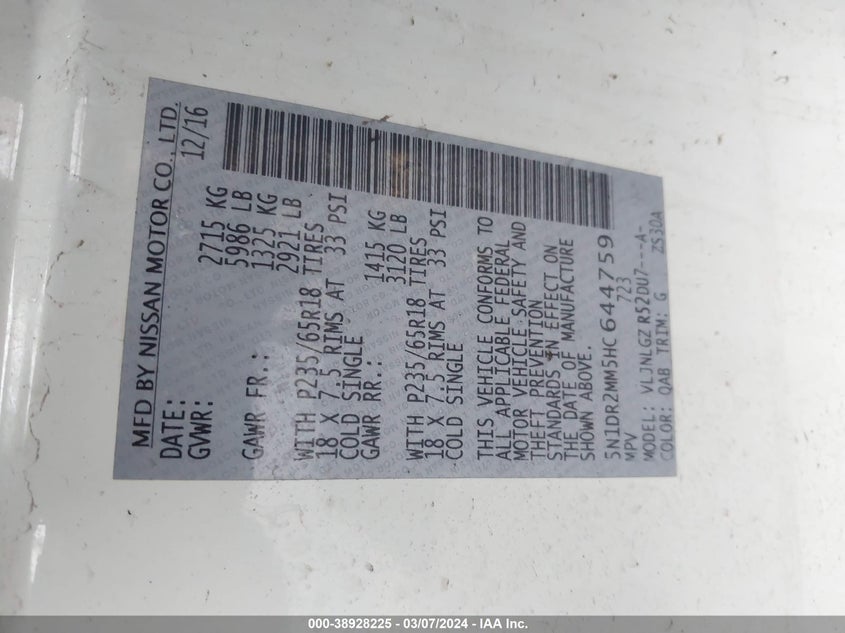 MFD BY NISSAN MOTOR CO., LTD.
DATE: 12/16
GVWR: 2715 KG
5986 LB
GAWR FR.: 1325 KG
2921 LB
WITH P235/65R18 TIRES
18 X 7.5 RIMS AT 33 PSI
COLD SINGLE
GAWR RR.: 1415 KG
3120 LB
WITH P235/65R18 TIRES
18 X 7.5 RIMS AT 33 PSI
COLD SINGLE
THIS VEHICLE CONFORMS TO
ALL APPLICABLE FEDERAL
MOTOR VEHICLE SAFETY AND
THEFT PREVENTION
STANDARDS IN EFFECT ON
THE DATE OF MANUFACTURE
SHOWN ABOVE.
5N1DR2MM5HC644759
MPV 723
MODEL: VLJNLGZ R52DU7---A-
COLOR: QAB TRIM: G ZS30A
000-38928225 - 03/07/2024 - IAA Inc.